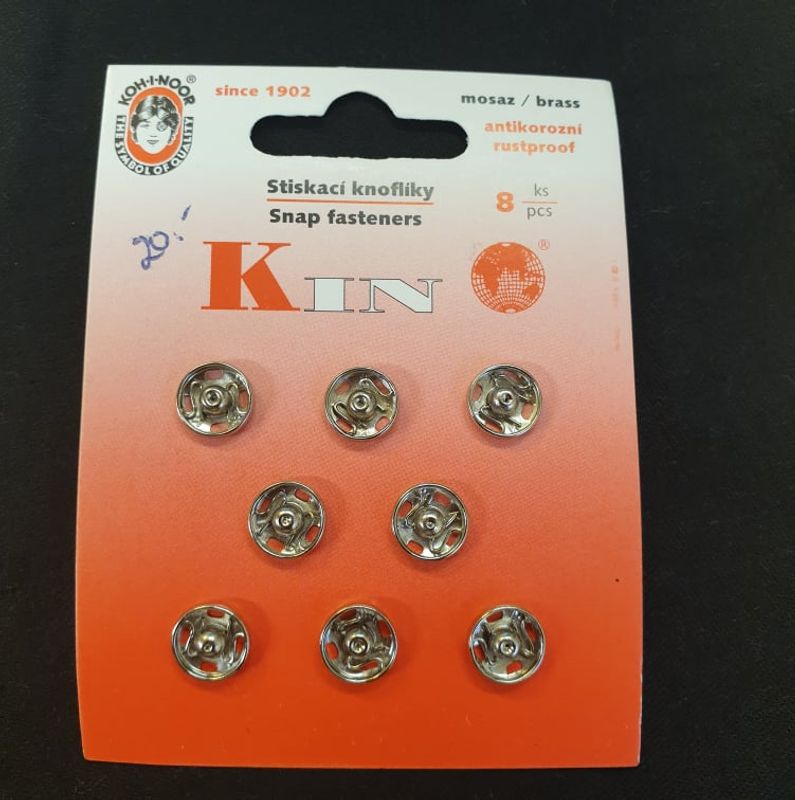 KOH-I-NOOR®
THE SYMBOL OF QUALITY
since 1902
mosaz / brass
antikorozní
rustproof
Stiskací knoflíky
Snap fasteners
8 ks
pcs
20.-
KIN
®